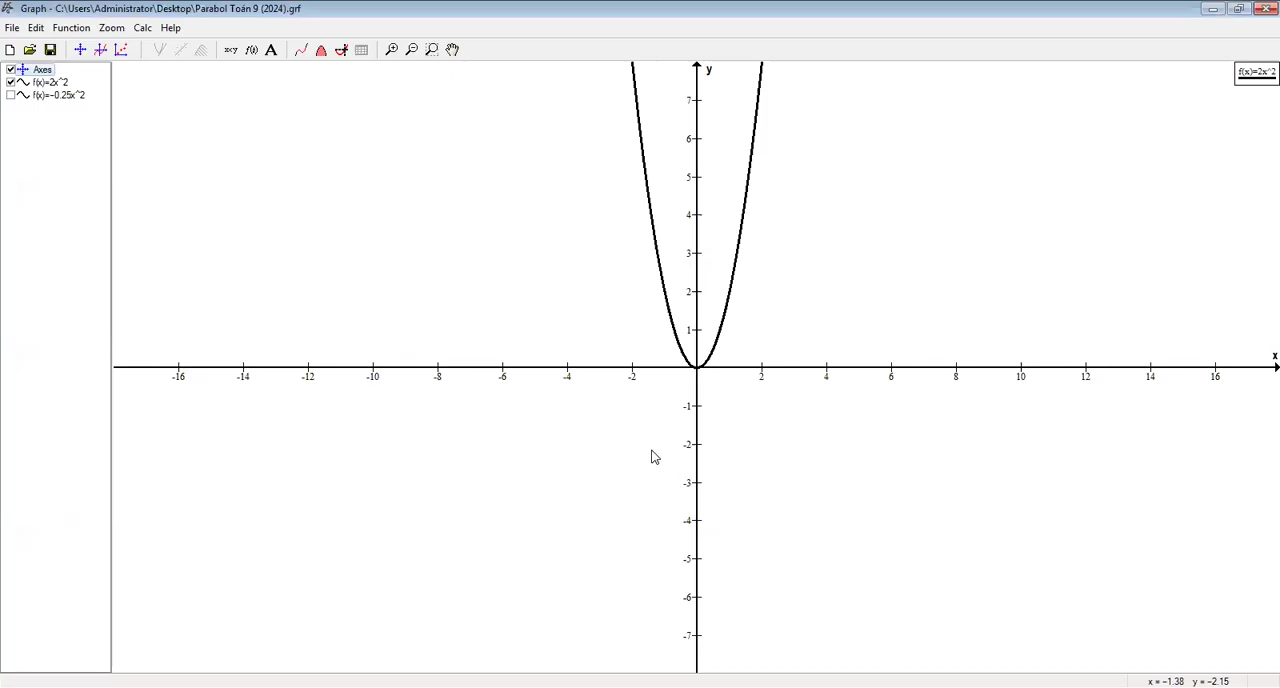 Graph - C:\Users\Administrator\Desktop\Parabol Toán 9 (2024).grf
File Edit Function Zoom Calc Help
Axes
f(x)=2x^2
f(x)=-0.25x^2
f(x)=2x^2
y
7
6
5
4
3
2
1
x
-16 -14 -12 -10 -8 -6 -4 -2 2 4 6 8 10 12 14 16
-1
-2
-3
-4
-5
-6
-7
x = -1.38 y = -2.15